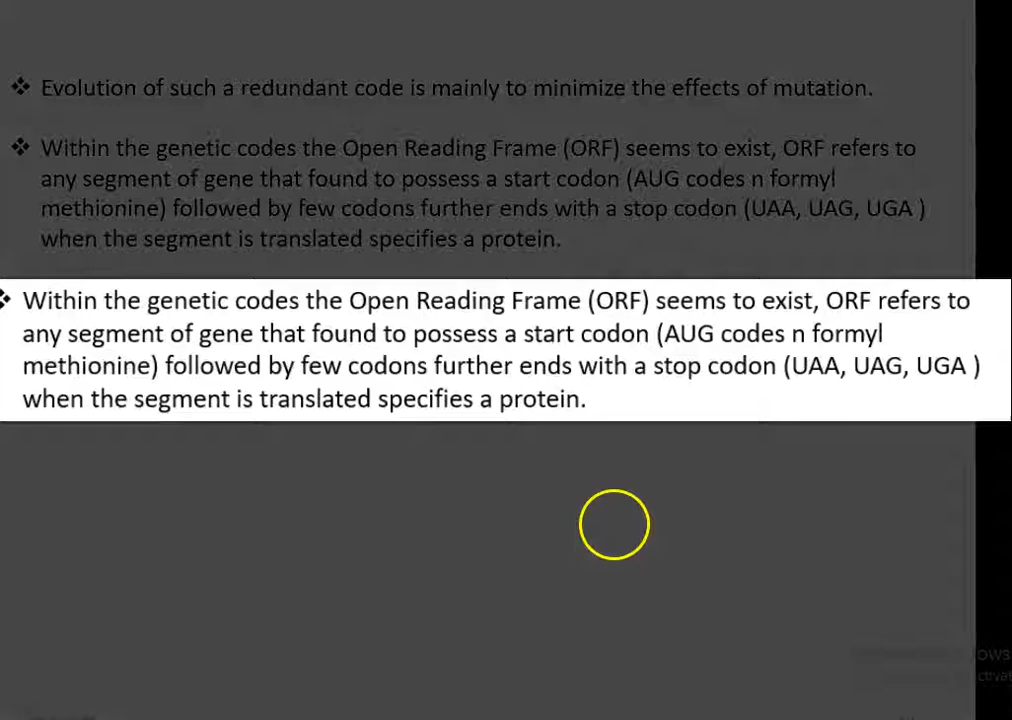 ❖ Evolution of such a redundant code is mainly to minimize the effects of mutation.
❖ Within the genetic codes the Open Reading Frame (ORF) seems to exist, ORF refers to
any segment of gene that found to possess a start codon (AUG codes n formyl
methionine) followed by few codons further ends with a stop codon (UAA, UAG, UGA )
when the segment is translated specifies a protein.
❖ Within the genetic codes the Open Reading Frame (ORF) seems to exist, ORF refers to
any segment of gene that found to possess a start codon (AUG codes n formyl
methionine) followed by few codons further ends with a stop codon (UAA, UAG, UGA )
when the segment is translated specifies a protein.